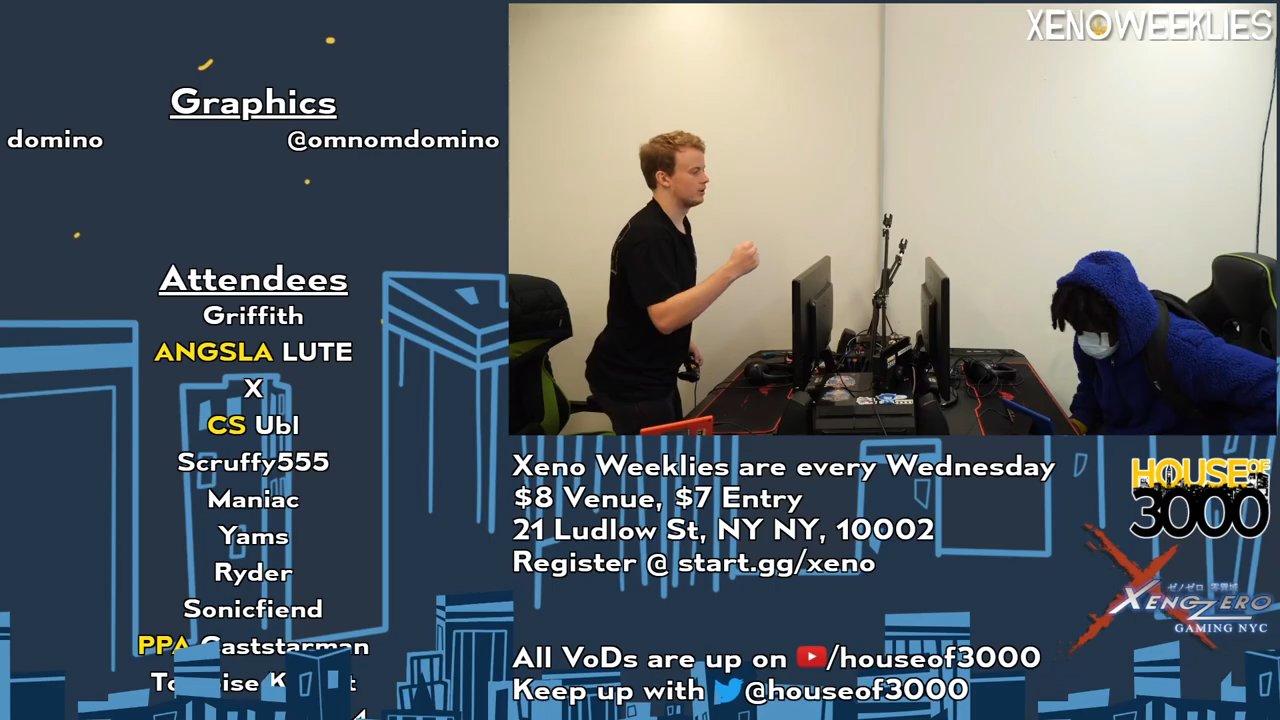 XENOWEEKLIES
Graphics
domino @omnomdomino
Attendees
Griffith
ANGSLA LUTE
X
CS Ubl
Scruffy555
Maniac
Yams
Ryder
Sonicfiend
PPA Gaststarman
Xeno Weeklies are every Wednesday
$8 Venue, $7 Entry
21 Ludlow St, NY NY, 10002
Register @ start.gg/xeno
All VoDs are up on /houseof3000
Keep up with @houseof3000
HOUSE OF
3000
XENOZERO
GAMING NYC